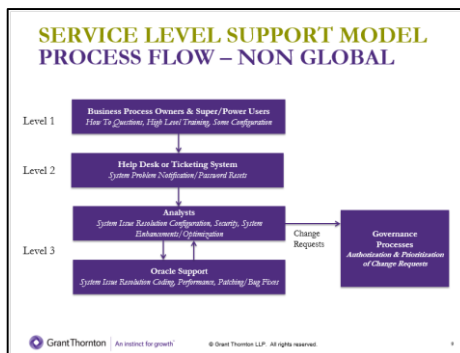 SERVICE LEVEL SUPPORT MODEL
PROCESS FLOW – NON GLOBAL
Level 1
Business Process Owners & Super/Power Users
How To Questions, High Level Training, Some Configuration
Level 2
Help Desk or Ticketing System
System Problem Notification/Password Resets
Level 3
Analysts
System Issue Resolution Configuration, Security, System
Enhancements/Optimization
Change
Requests
Governance
Processes
Authorization & Prioritization
of Change Requests
Oracle Support
System Issue Resolution Coding, Performance, Patching/Bug Fixes
GrantThornton
An instinct for growth
© Grant Thornton LLP. All rights reserved.